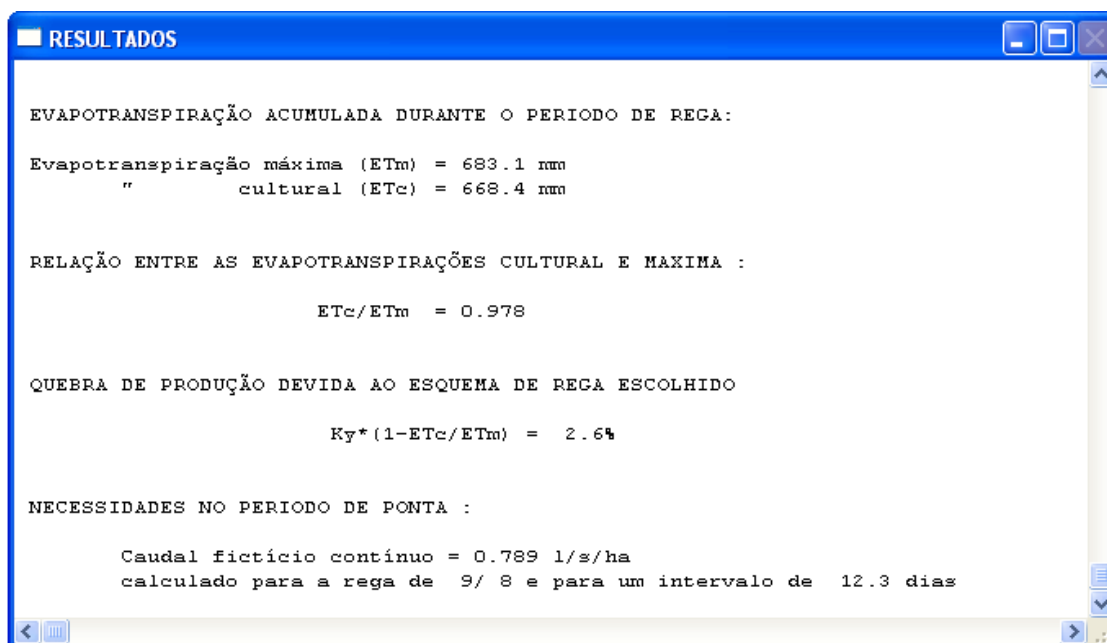 RESULTADOS
EVAPOTRANSPIRAÇÃO ACUMULADA DURANTE O PERIODO DE REGA:
Evapotranspiração máxima (ETm) = 683.1 mm
" cultural (ETc) = 668.4 mm
RELAÇÃO ENTRE AS EVAPOTRANSPIRAÇÕES CULTURAL E MAXIMA :
ETc/ETm = 0.978
QUEBRA DE PRODUÇÃO DEVIDA AO ESQUEMA DE REGA ESCOLHIDO
Ky*(1-ETc/ETm) = 2.6%
NECESSIDADES NO PERIODO DE PONTA :
Caudal fictício contínuo = 0.789 l/s/ha
calculado para a rega de 9/ 8 e para um intervalo de 12.3 dias